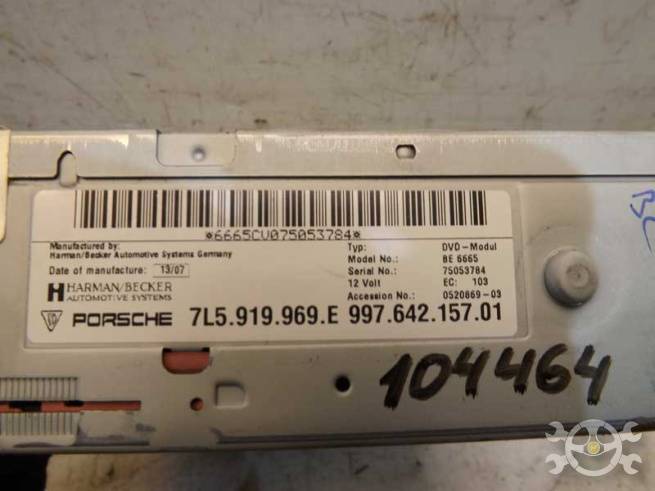 *6665CV075053784*
Manufactured by:
Harman/Becker Automotive Systems Germany
Date of manufacture: 13/07
HARMAN/BECKER
AUTOMOTIVE SYSTEMS
Typ: DVD-Modul
Model No.: BE 6665
Serial No.: 75053784
12 Volt EC: 103
Accession No.: 0520869-03
PORSCHE 7L5.919.969.E 997.642.157.01
104464